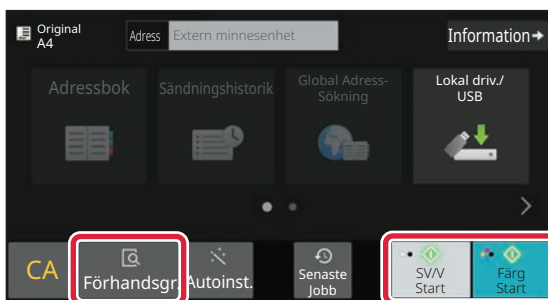 Original
A4
Adress
Extern minnesenhet
Information
Adressbok
Sändningshistorik
Global Adress-
Sökning
Lokal driv./
USB
CA
Förhandsgr.
Autoinst.
Senaste
Jobb
SV/V
Start
Färg
Start